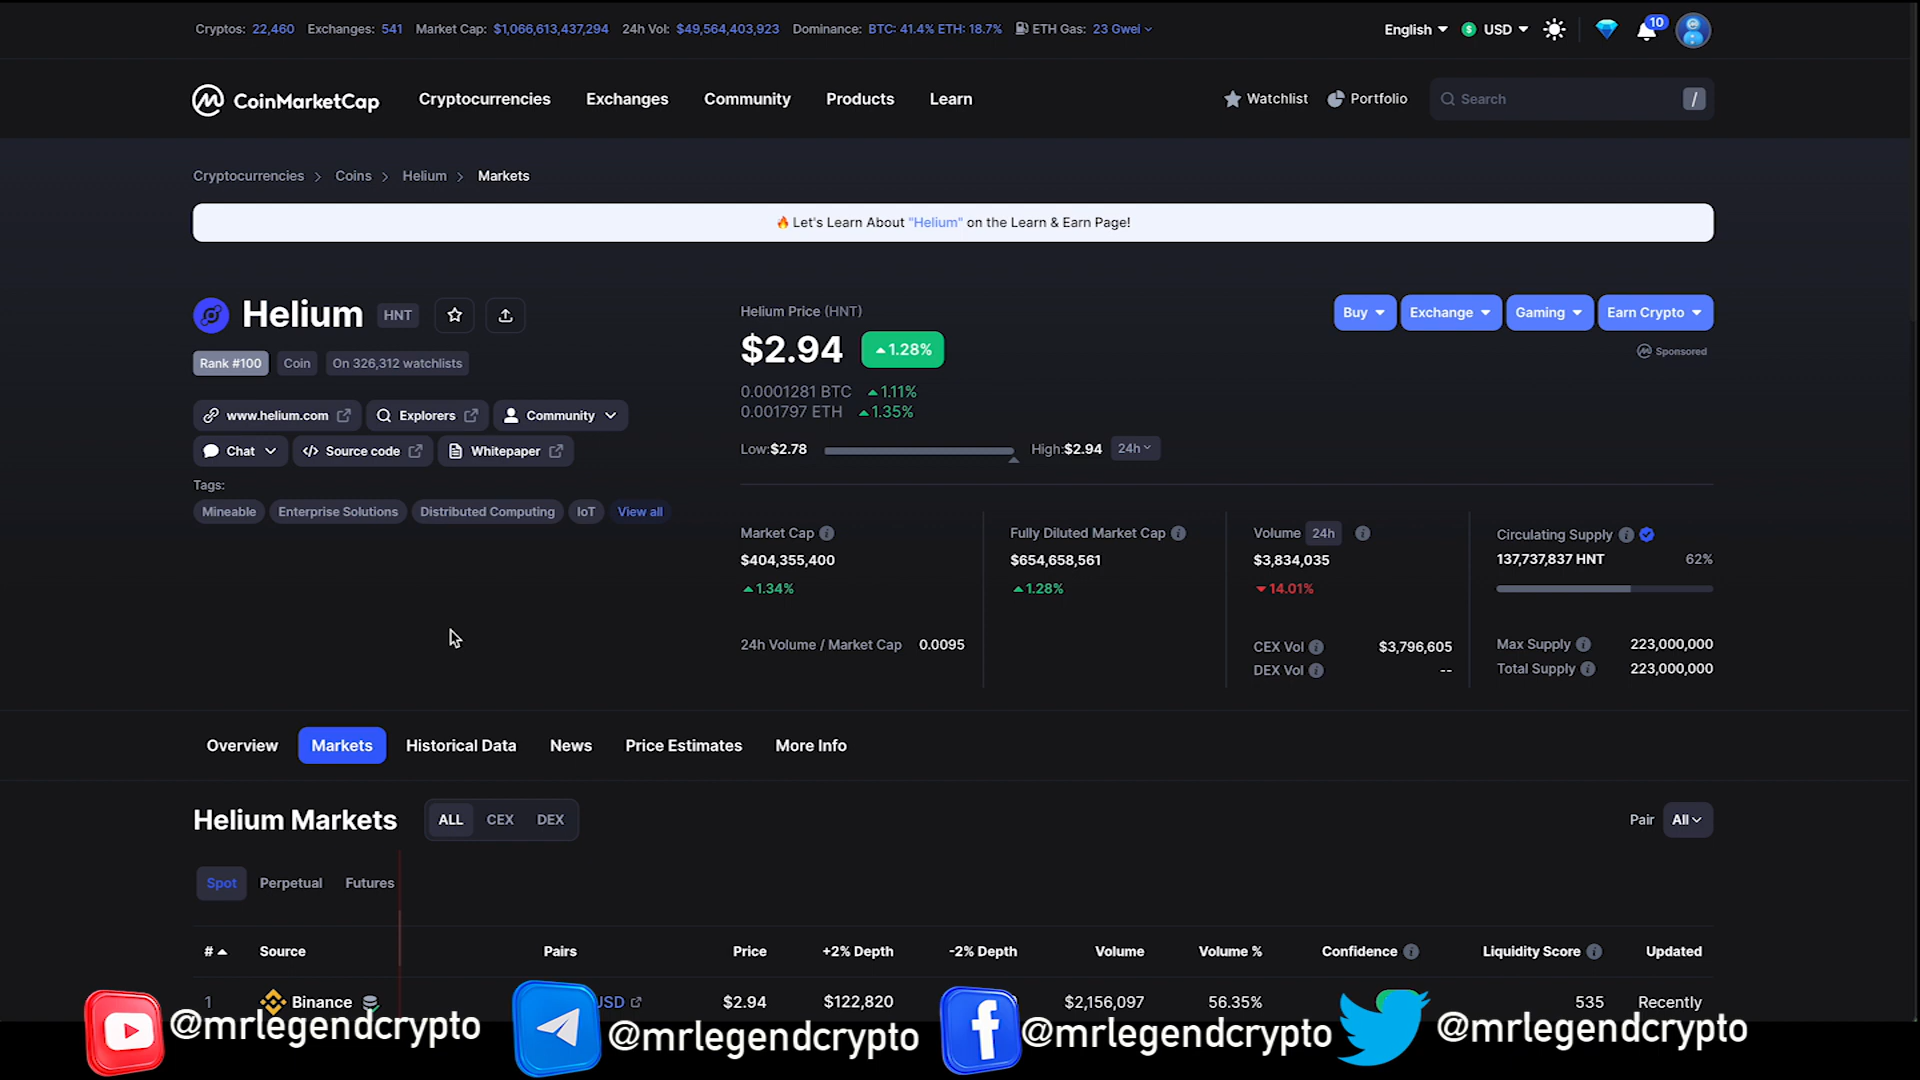 Cryptos: 22,460 Exchanges: 541 Market Cap: $1,066,613,437,294 24h Vol: $49,564,403,923 Dominance: BTC: 41.4% ETH: 18.7% ETH Gas: 23 Gwei English USD 10
CoinMarketCap Cryptocurrencies Exchanges Community Products Learn Watchlist Portfolio Search /
Cryptocurrencies > Coins > Helium > Markets
🔥 Let's Learn About "Helium" on the Learn & Earn Page!
Helium HNT
Rank #100 Coin On 326,312 watchlists
www.helium.com Explorers Community
Chat Source code Whitepaper
Tags:
Mineable Enterprise Solutions Distributed Computing IoT View all
Helium Price (HNT)
$2.94 1.28%
0.0001281 BTC 1.11%
0.001797 ETH 1.35%
Low:$2.78 High:$2.94 24h
Buy Exchange Gaming Earn Crypto
Sponsored
Market Cap
$404,355,400
1.34%
24h Volume / Market Cap 0.0095
Fully Diluted Market Cap
$654,658,561
1.28%
Volume 24h
$3,834,035
14.01%
CEX Vol $3,796,605
DEX Vol --
Circulating Supply
137,737,837 HNT 62%
Max Supply 223,000,000
Total Supply 223,000,000
Overview Markets Historical Data News Price Estimates More Info
Helium Markets ALL CEX DEX Pair All
Spot Perpetual Futures
# Source Pairs Price +2% Depth -2% Depth Volume Volume % Confidence Liquidity Score Updated
1 Binance $2.94 $122,820 $2,156,097 56.35% 535 Recently
@mrlegendcrypto @mrlegendcrypto @mrlegendcrypto @mrlegendcrypto